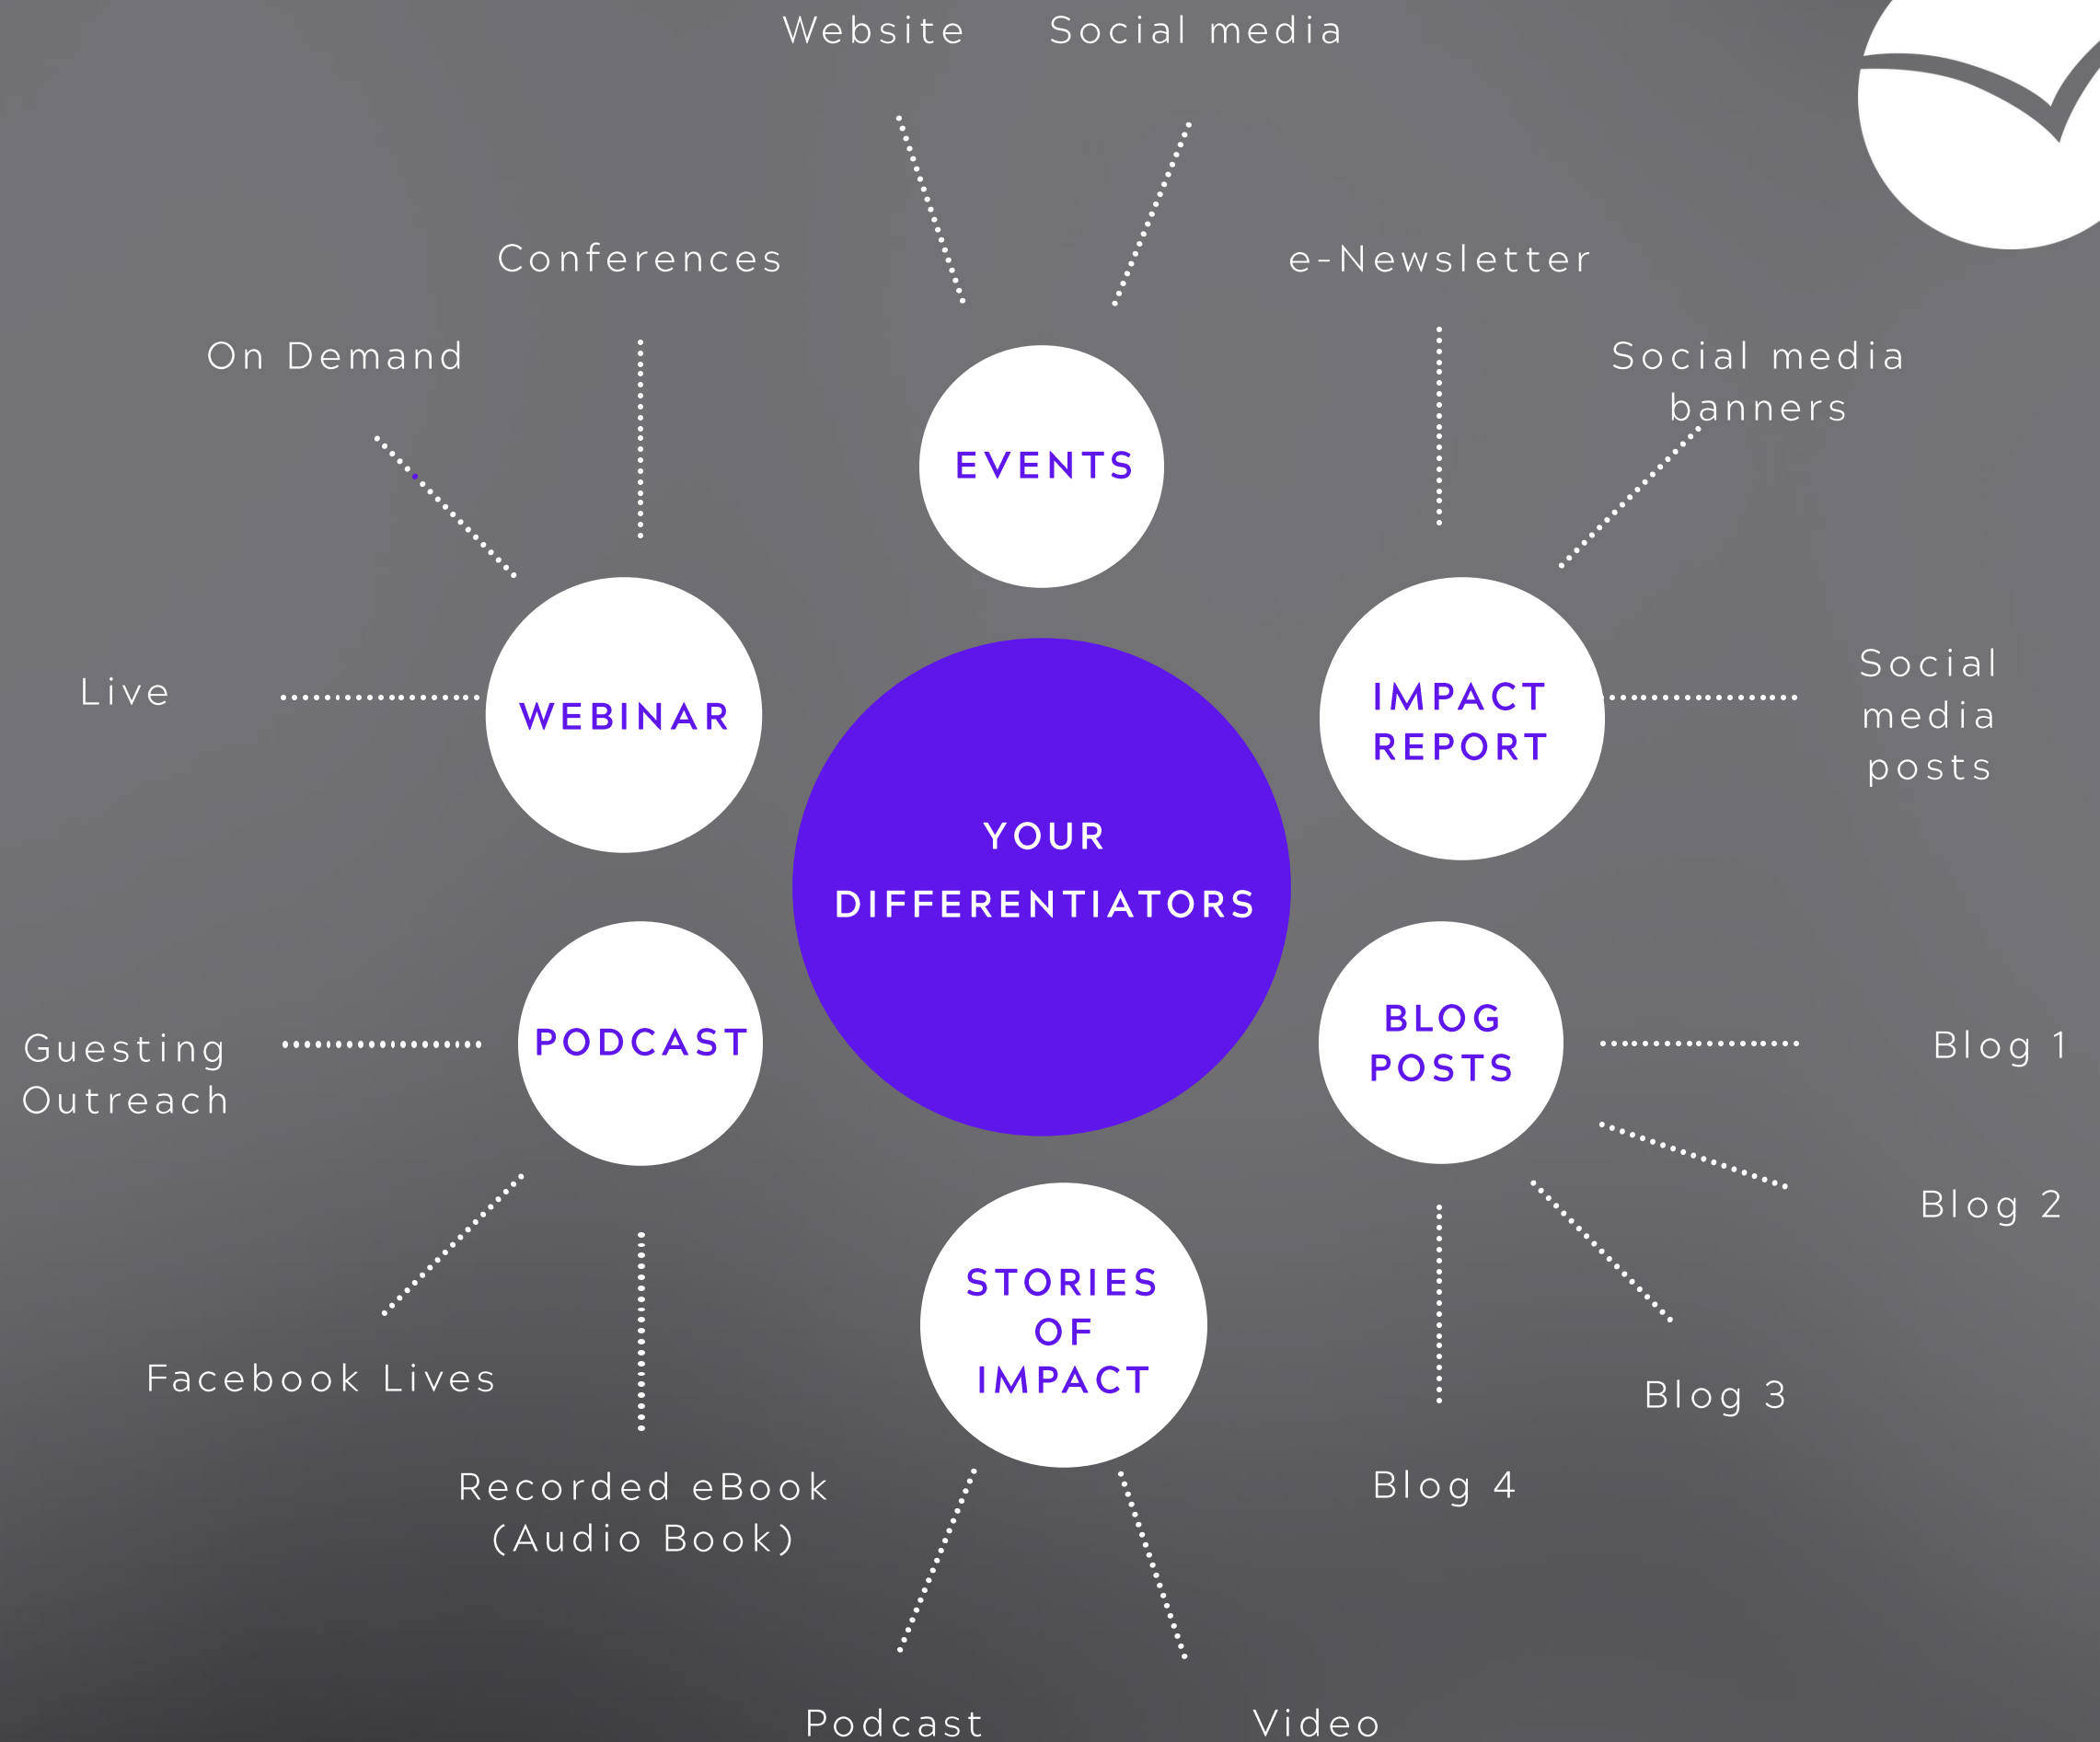 Website
Social media
Conferences
e-Newsletter
On Demand
Social media
banners
EVENTS
Live
WEBINAR
IMPACT
REPORT
Social
media
posts
YOUR
DIFFERENTIATORS
Guesting
Outreach
PODCAST
BLOG
POSTS
Blog 1
Blog 2
STORIES
OF
IMPACT
Facebook Lives
Blog 3
Recorded eBook
(Audio Book)
Blog 4
Podcast
Video